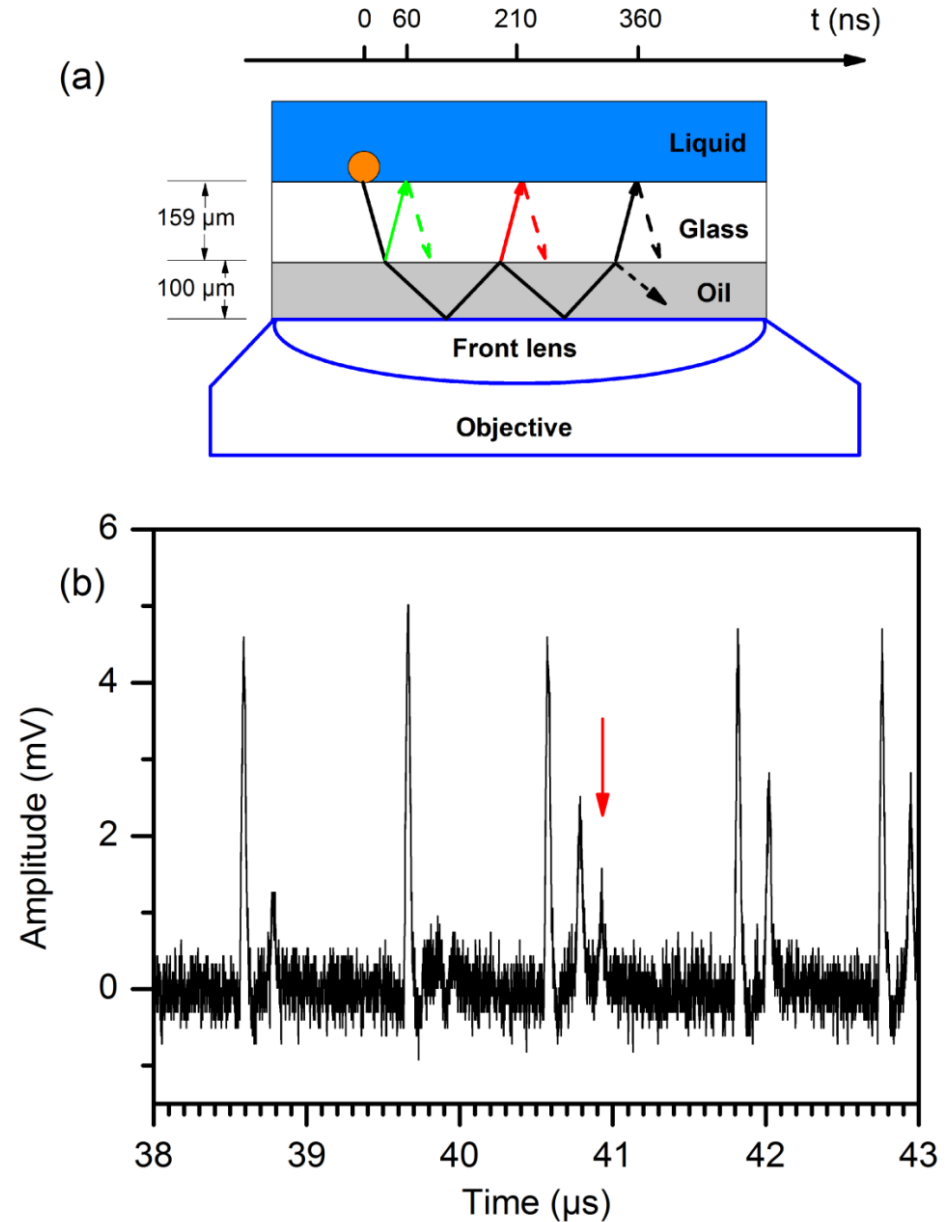 0 60 210 360 t (ns)
(a)
Liquid
159 µm
Glass
100 µm
Oil
Front lens
Objective
6
(b)
4
2
0
Amplitude (mV)
38 39 40 41 42 43
Time (µs)